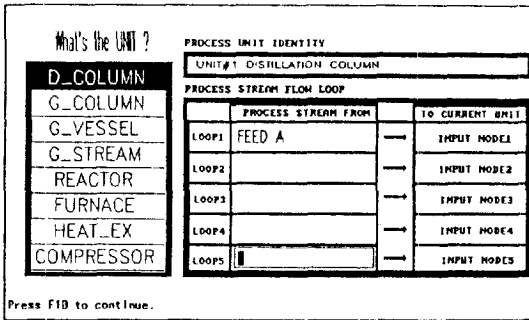 What's the UNIT ?
D_COLUMN
G_COLUMN
G_VESSEL
G_STREAM
REACTOR
FURNACE
HEAT_EX
COMPRESSOR
PROCESS UNIT IDENTITY
UNIT#1 DISTILLATION COLUMN
PROCESS STREAM FLOW LOOP
PROCESS STREAM FROM TO CURRENT UNIT
LOOP1 FEED A → INPUT NODE1
LOOP2 → INPUT NODE2
LOOP3 → INPUT NODE3
LOOP4 → INPUT NODE4
LOOP5 → INPUT NODE5
Press F10 to continue.